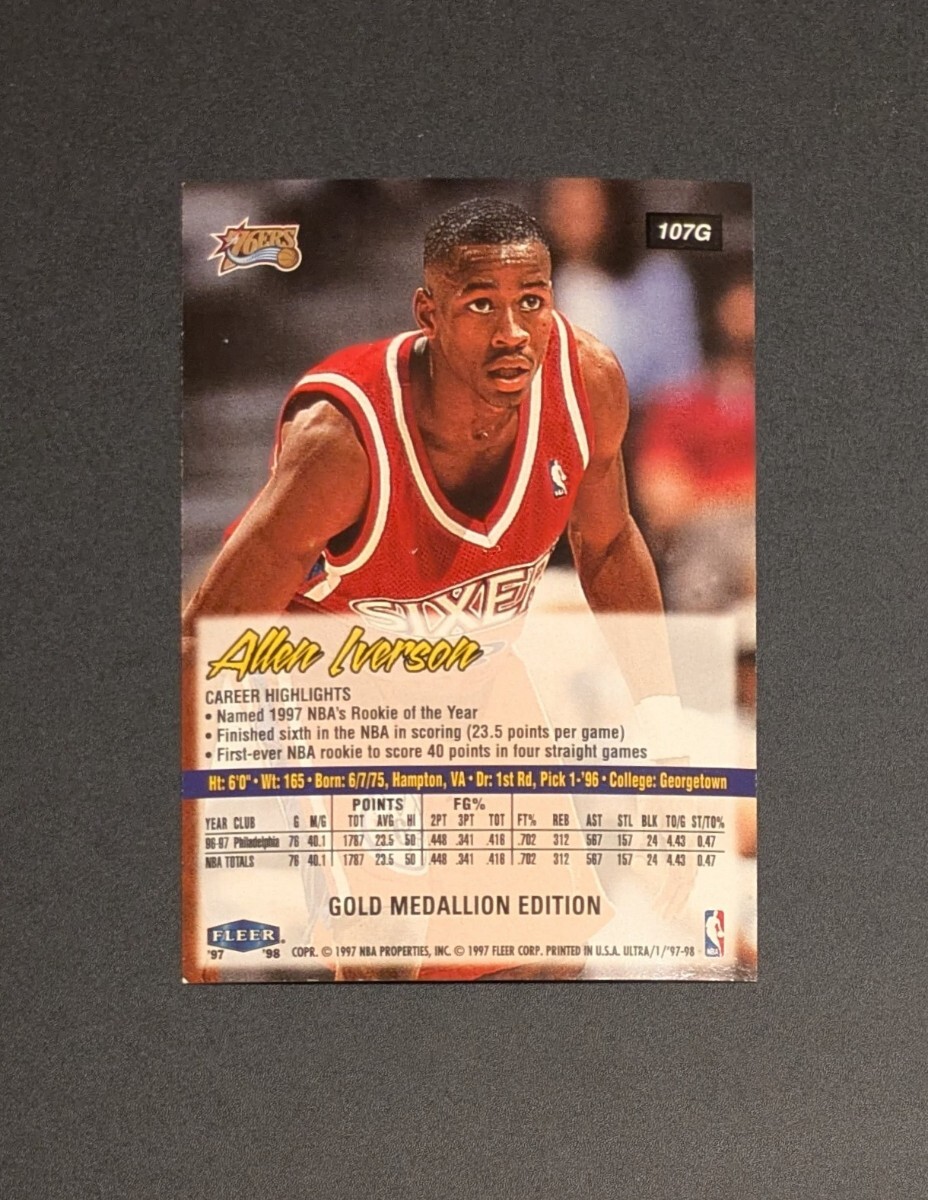 76ERS
107G
SIXER
Allen Iverson
CAREER HIGHLIGHTS
• Named 1997 NBA's Rookie of the Year
• Finished sixth in the NBA in scoring (23.5 points per game)
• First-ever NBA rookie to score 40 points in four straight games
Ht: 6'0" • Wt: 165 • Born: 6/7/75, Hampton, VA • Dr: 1st Rd, Pick 1-'96 • College: Georgetown
POINTS FG%
YEAR CLUB G M/G TOT AVG HI 2PT 3PT TOT FT% REB AST STL BLK TO/G ST/TO%
96-97 Philadelphia 76 40.1 1787 23.5 50 .448 .341 .416 .702 312 567 157 24 4.43 0.47
NBA TOTALS 76 40.1 1787 23.5 50 .448 .341 .416 .702 312 567 157 24 4.43 0.47
GOLD MEDALLION EDITION
FLEER
'97 '98 COPR. © 1997 NBA PROPERTIES, INC. © 1997 FLEER CORP. PRINTED IN U.S.A. ULTRA/1/'97-98
NBA